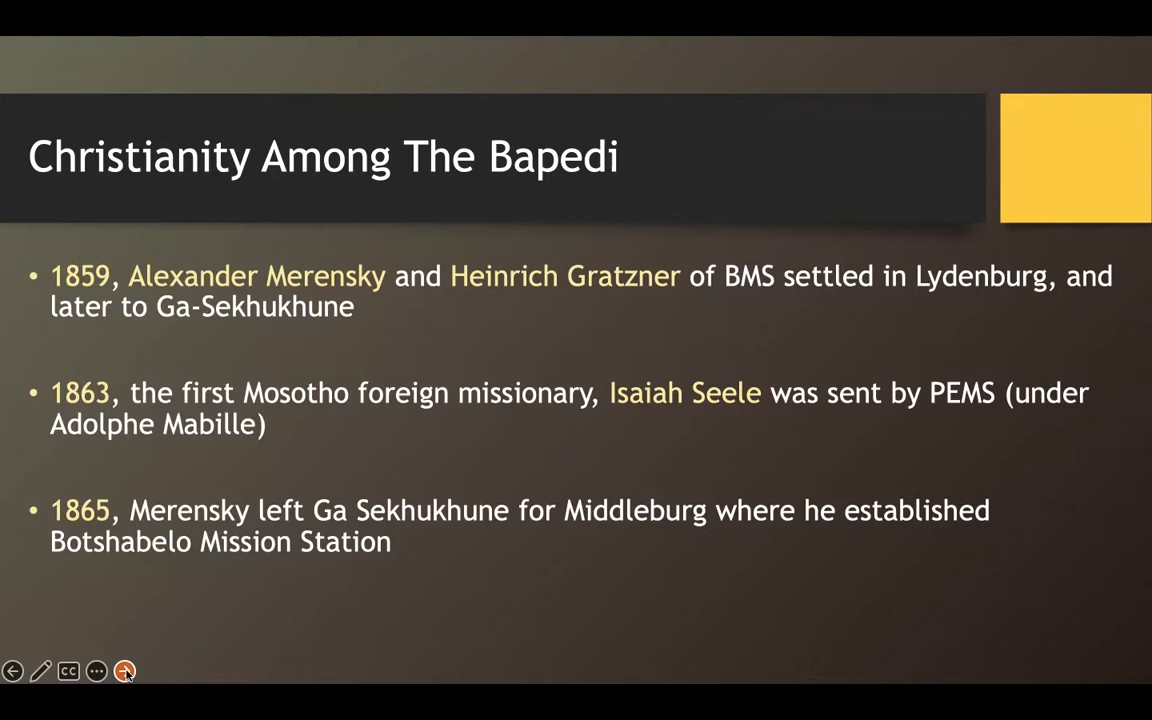 Christianity Among The Bapedi
• 1859, Alexander Merensky and Heinrich Gratzner of BMS settled in Lydenburg, and
later to Ga-Sekhukhune
• 1863, the first Mosotho foreign missionary, Isaiah Seele was sent by PEMS (under
Adolphe Mabille)
• 1865, Merensky left Ga Sekhukhune for Middleburg where he established
Botshabelo Mission Station
CC